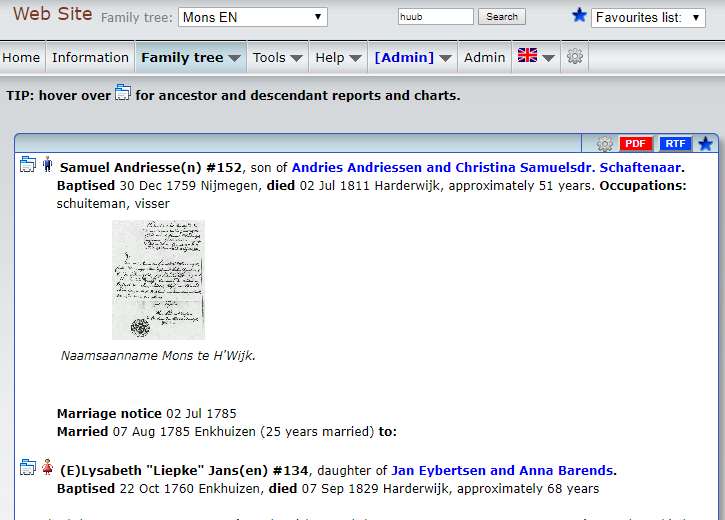 Web Site Family tree: Mons EN huub Search Favourites list:
Home Information Family tree Tools Help [Admin] Admin
TIP: hover over for ancestor and descendant reports and charts.
PDF RTF
Samuel Andriesse(n) #152, son of Andries Andriessen and Christina Samuelsdr. Schaftenaar.
Baptised 30 Dec 1759 Nijmegen, died 02 Jul 1811 Harderwijk, approximately 51 years. Occupations:
schuiteman, visser
Naamsaanname Mons te H'Wijk.
Marriage notice 02 Jul 1785
Married 07 Aug 1785 Enkhuizen (25 years married) to:
(E)Lysabeth "Liepke" Jans(en) #134, daughter of Jan Eybertsen and Anna Barends.
Baptised 22 Oct 1760 Enkhuizen, died 07 Sep 1829 Harderwijk, approximately 68 years